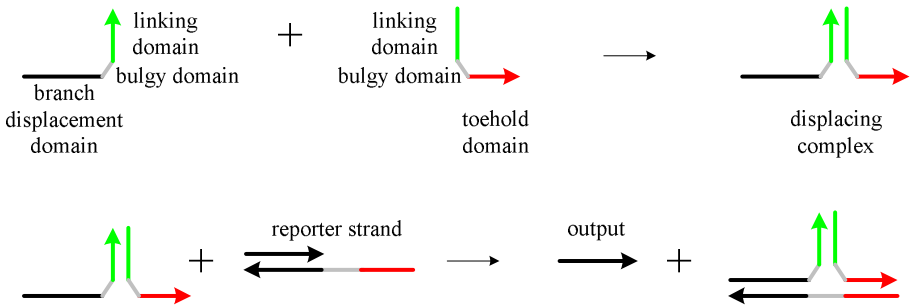 linking
domain
bulgy domain
branch
displacement
domain
+
linking
domain
bulgy domain
toehold
domain
displacing
complex
+
reporter strand
output
+